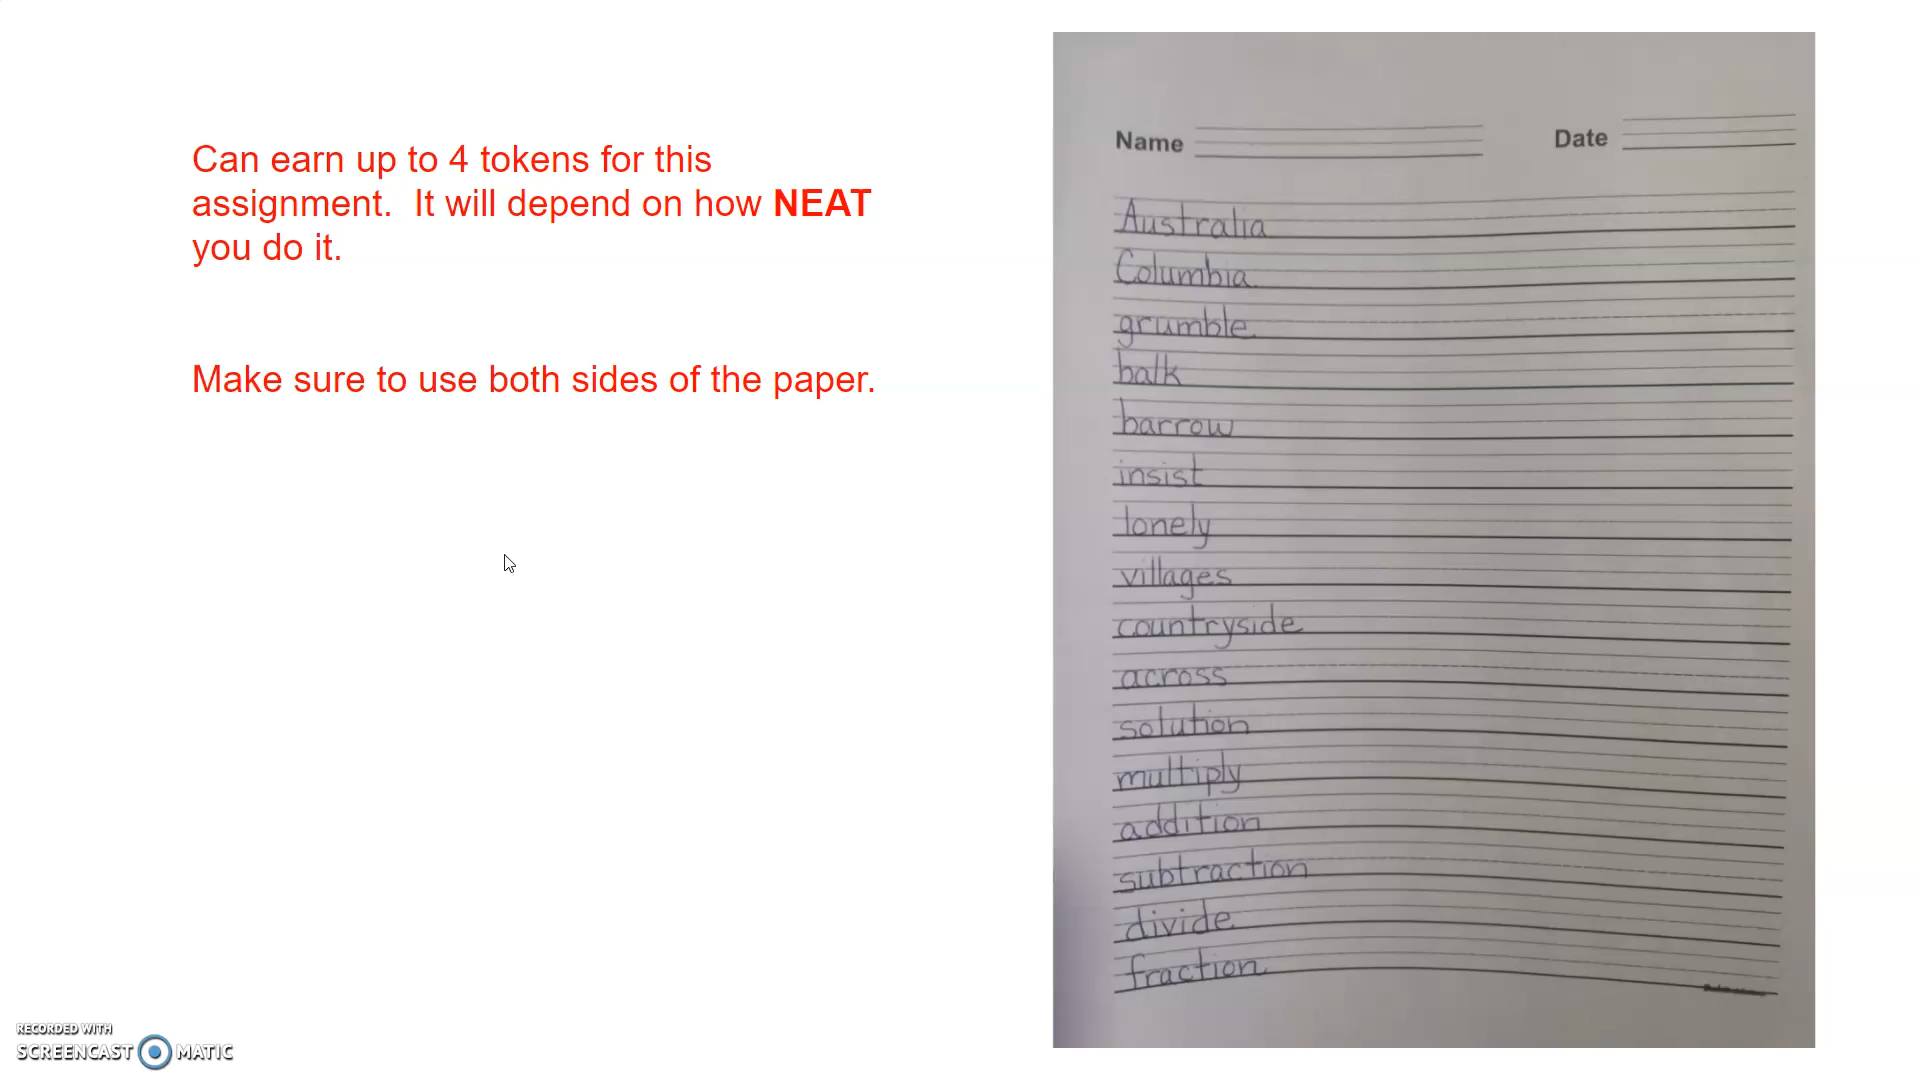 Can earn up to 4 tokens for this
assignment.  It will depend on how NEAT
you do it.
Make sure to use both sides of the paper.
Name
Date
Australia
Columbia
grumble
balk
barrow
insist
lonely
villages
countryside
across
solution
multiply
addition
subtraction
divide
fraction
RECORDED WITH
SCREENCAST MATIC